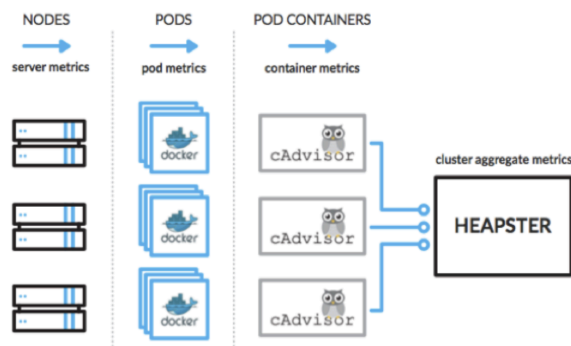 NODES
PODS
POD CONTAINERS
server metrics
pod metrics
container metrics
docker
cAdvisor
cluster aggregate metrics
docker
cAdvisor
HEAPSTER
docker
cAdvisor